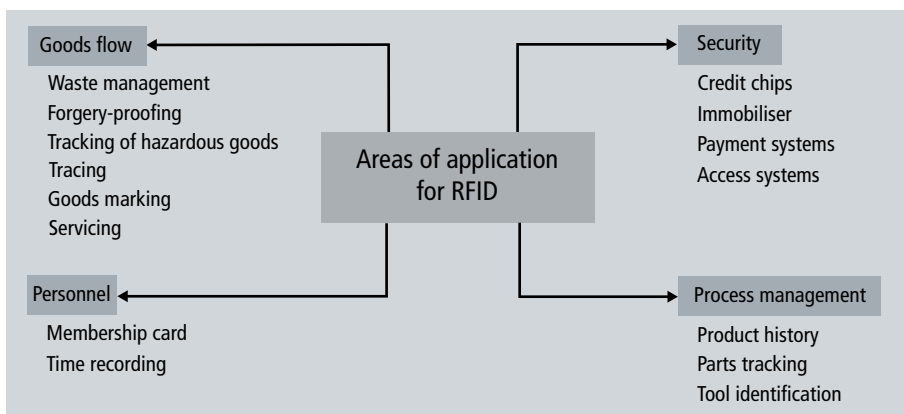 Goods flow
Waste management
Forgery-proofing
Tracking of hazardous goods
Tracing
Goods marking
Servicing
Security
Credit chips
Immobiliser
Payment systems
Access systems
Areas of application
for RFID
Personnel
Membership card
Time recording
Process management
Product history
Parts tracking
Tool identification